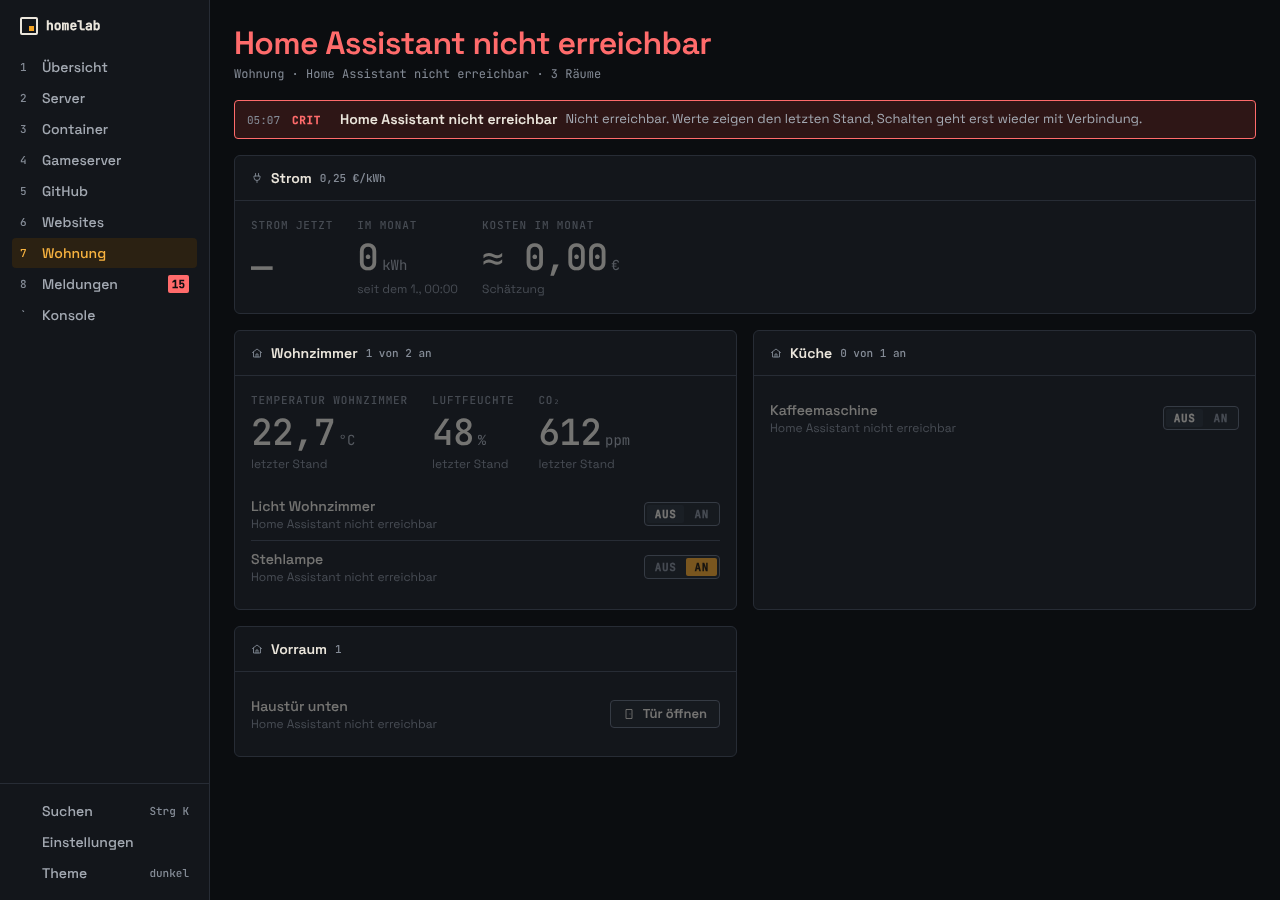 homelab
1 Übersicht
2 Server
3 Container
4 Gameserver
5 GitHub
6 Websites
7 Wohnung
8 Meldungen 15
` Konsole
Suchen Strg K
Einstellungen
Theme dunkel
Home Assistant nicht erreichbar
Wohnung · Home Assistant nicht erreichbar · 3 Räume
05:07 CRIT Home Assistant nicht erreichbar Nicht erreichbar. Werte zeigen den letzten Stand, Schalten geht erst wieder mit Verbindung.
Strom 0,25 €/kWh
STROM JETZT IM MONAT KOSTEN IM MONAT
– 0 kWh ≈ 0,00 €
seit dem 1., 00:00 Schätzung
Wohnzimmer 1 von 2 an
TEMPERATUR WOHNZIMMER LUFTFEUCHTE CO₂
22,7 °C 48 % 612 ppm
letzter Stand letzter Stand letzter Stand
Licht Wohnzimmer AUS AN
Home Assistant nicht erreichbar
Stehlampe AUS AN
Home Assistant nicht erreichbar
Küche 0 von 1 an
Kaffeemaschine AUS AN
Home Assistant nicht erreichbar
Vorraum 1
Haustür unten Tür öffnen
Home Assistant nicht erreichbar